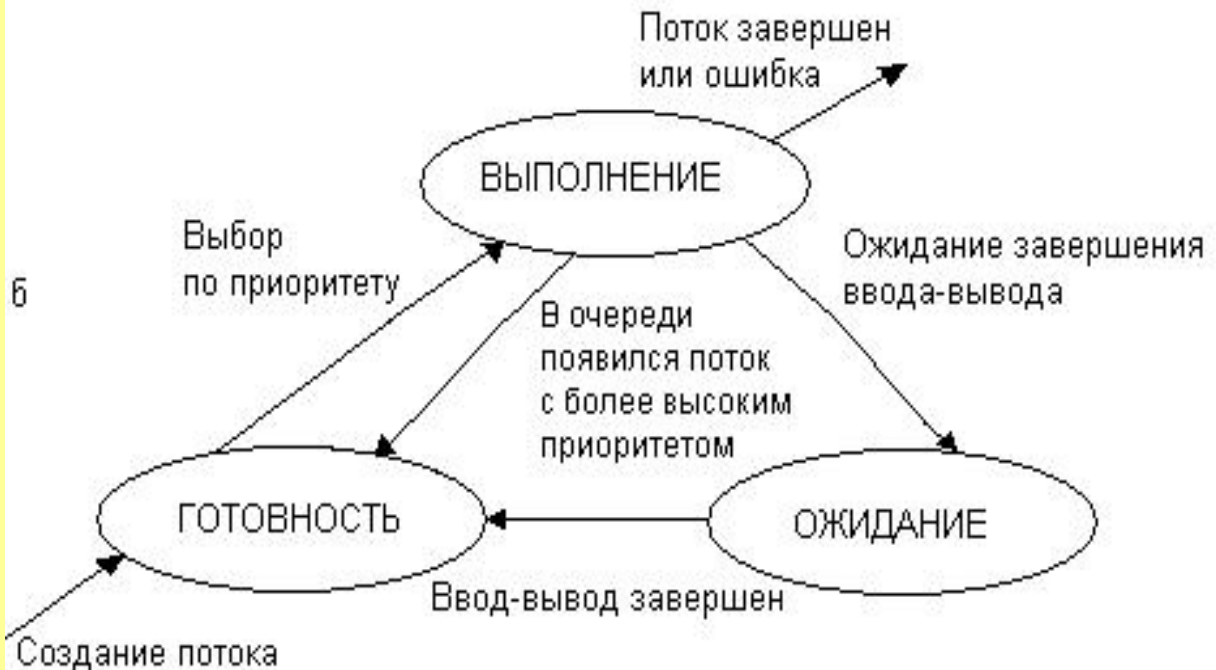 Поток завершен
или ошибка
ВЫПОЛНЕНИЕ
Выбор
по приоритету
Ожидание завершения
ввода-вывода
б
В очереди
появился поток
с более высоким
приоритетом
ГОТОВНОСТЬ
ОЖИДАНИЕ
Ввод-вывод завершен
Создание потока